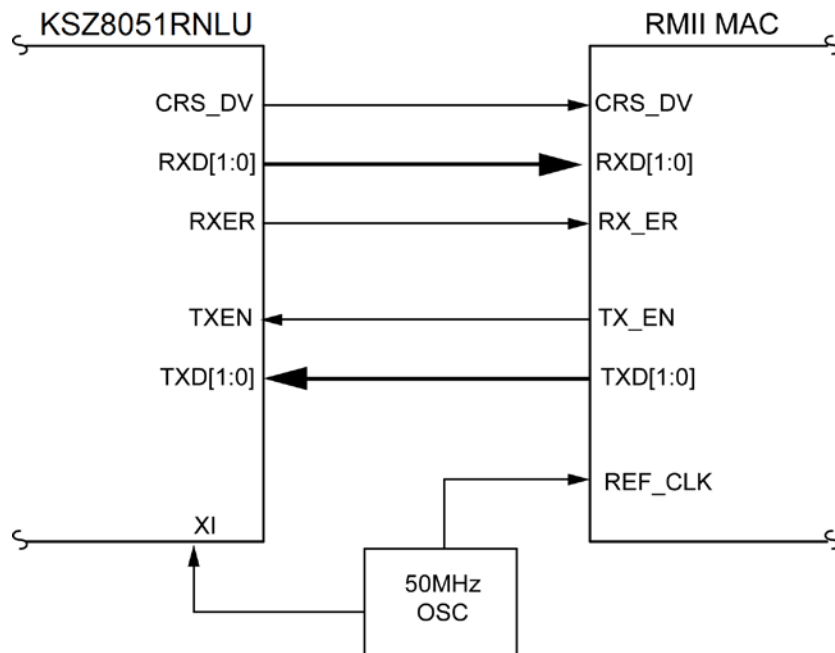 KSZ8051RNLU
RMII MAC
CRS_DV
CRS_DV
RXD[1:0]
RXD[1:0]
RXER
RX_ER
TXEN
TX_EN
TXD[1:0]
TXD[1:0]
REF_CLK
XI
50MHz
OSC